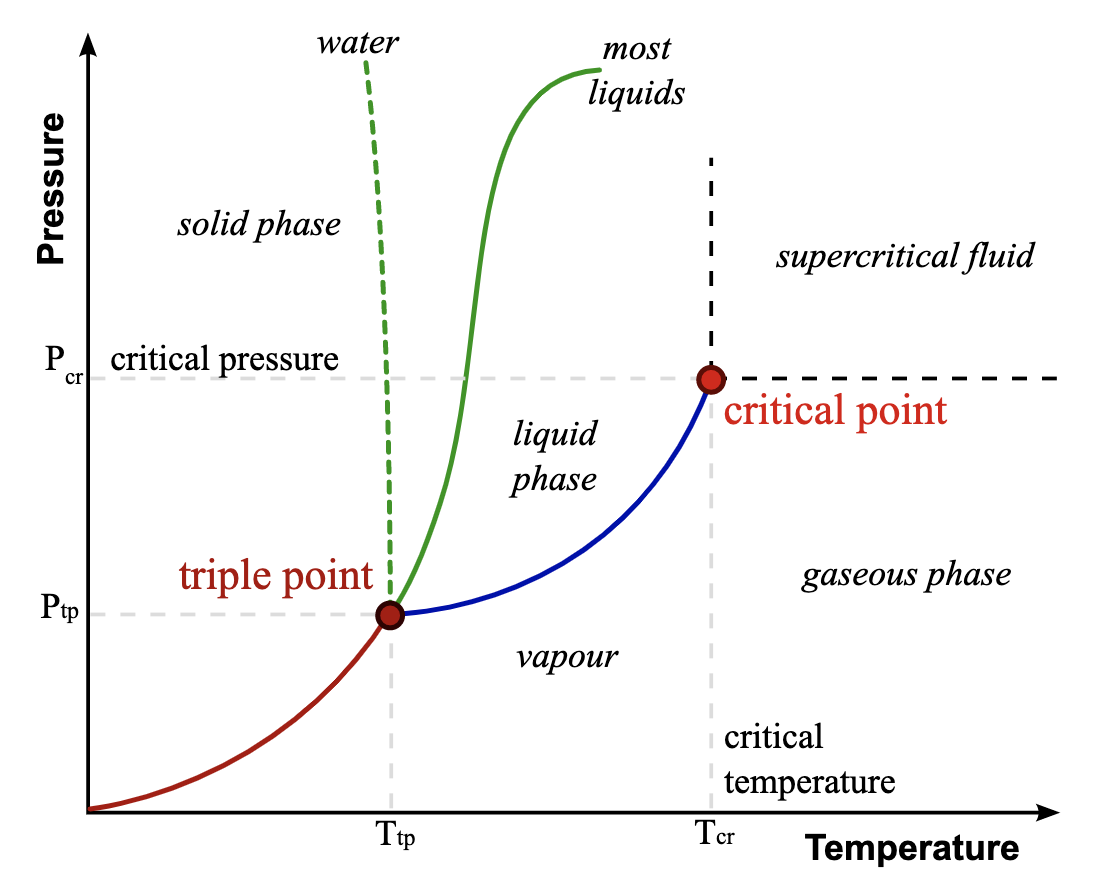 water
most
liquids
Pressure
solid phase
supercritical fluid
Pcr
critical pressure
critical point
liquid
phase
triple point
gaseous phase
Ptp
vapour
critical
temperature
Ttp
Tcr
Temperature